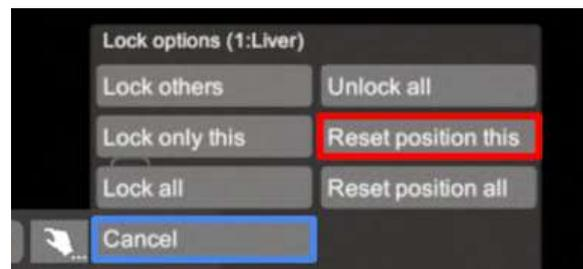 Lock options (1:Liver)
Lock others
Unlock all
Lock only this
Reset position this
Lock all
Reset position all
Cancel
...